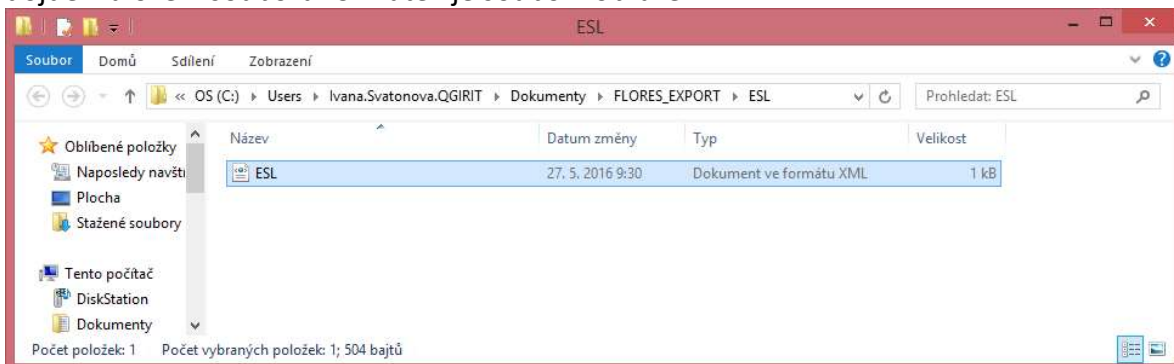 ESL
Soubor Domů Sdílení Zobrazení
« OS (C:) Users Ivana.Svatonova.QGIRIT Dokumenty FLORES_EXPORT ESL Prohledat: ESL
Oblíbené položky
Naposledy navšti
Plocha
Stažené soubory
Tento počítač
DiskStation
Dokumenty
Název Datum změny Typ Velikost
ESL 27. 5. 2016 9:30 Dokument ve formátu XML 1 kB
Počet položek: 1 Počet vybraných položek: 1; 504 bajtů